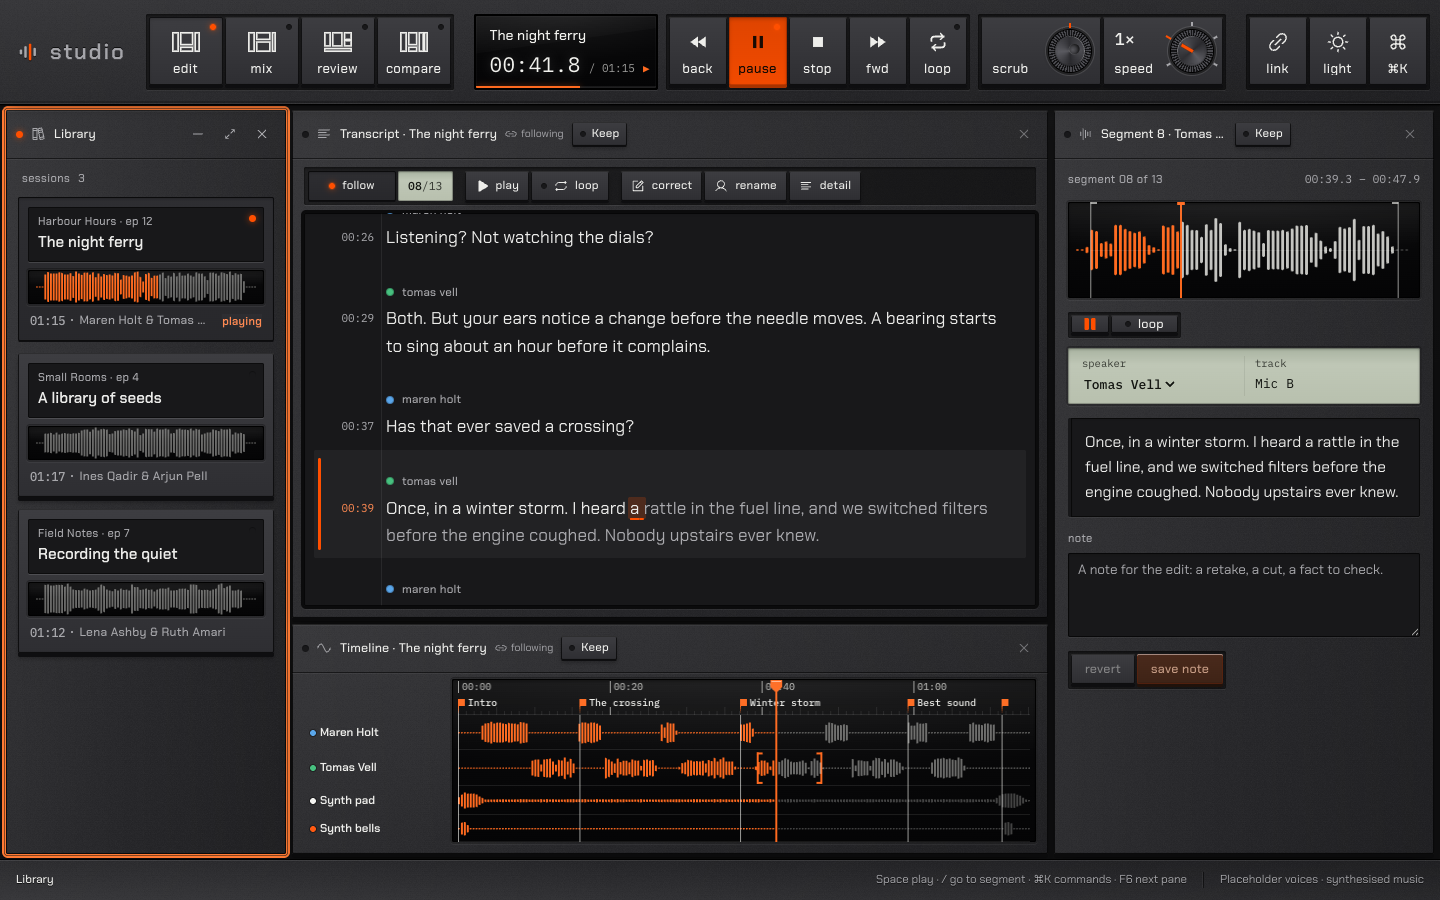 studio
edit
mix
review
compare
The night ferry
00:41.8 / 01:15
back
pause
stop
fwd
loop
scrub
1×
speed
link
light
⌘K
Library
sessions 3
Harbour Hours · ep 12
The night ferry
01:15 · Maren Holt & Tomas ... playing
Small Rooms · ep 4
A library of seeds
01:17 · Ines Qadir & Arjun Pell
Field Notes · ep 7
Recording the quiet
01:12 · Lena Ashby & Ruth Amari
Transcript · The night ferry following Keep
follow 08/13 play loop correct rename detail
maren holt
00:26 Listening? Not watching the dials?
tomas vell
00:29 Both. But your ears notice a change before the needle moves. A bearing starts
to sing about an hour before it complains.
maren holt
00:37 Has that ever saved a crossing?
tomas vell
00:39 Once, in a winter storm. I heard a rattle in the fuel line, and we switched filters
before the engine coughed. Nobody upstairs ever knew.
maren holt
Timeline · The night ferry following Keep
00:00 00:20 00:40 01:00
Intro The crossing Winter storm Best sound
Maren Holt
Tomas Vell
Synth pad
Synth bells
Segment 8 · Tomas ... Keep
segment 08 of 13 00:39.3 – 00:47.9
loop
speaker track
Tomas Vell Mic B
Once, in a winter storm. I heard a rattle in the
fuel line, and we switched filters before the
engine coughed. Nobody upstairs ever knew.
note
A note for the edit: a retake, a cut, a fact to check.
revert save note
Library
Space play · / go to segment · ⌘K commands · F6 next pane
Placeholder voices · synthesised music